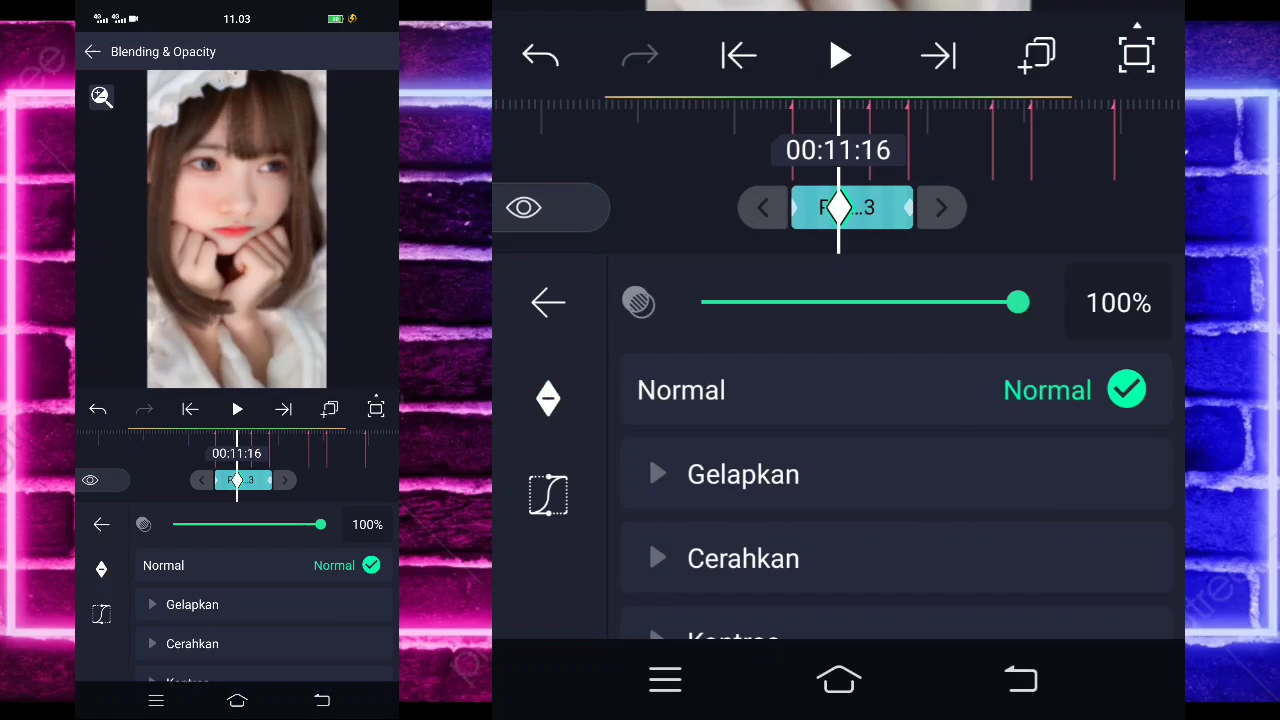 11.03
Blending & Opacity
00:11:16
100%
Normal Normal
Gelapkan
Cerahkan
00:11:16
...3
100%
Normal Normal
Gelapkan
Cerahkan